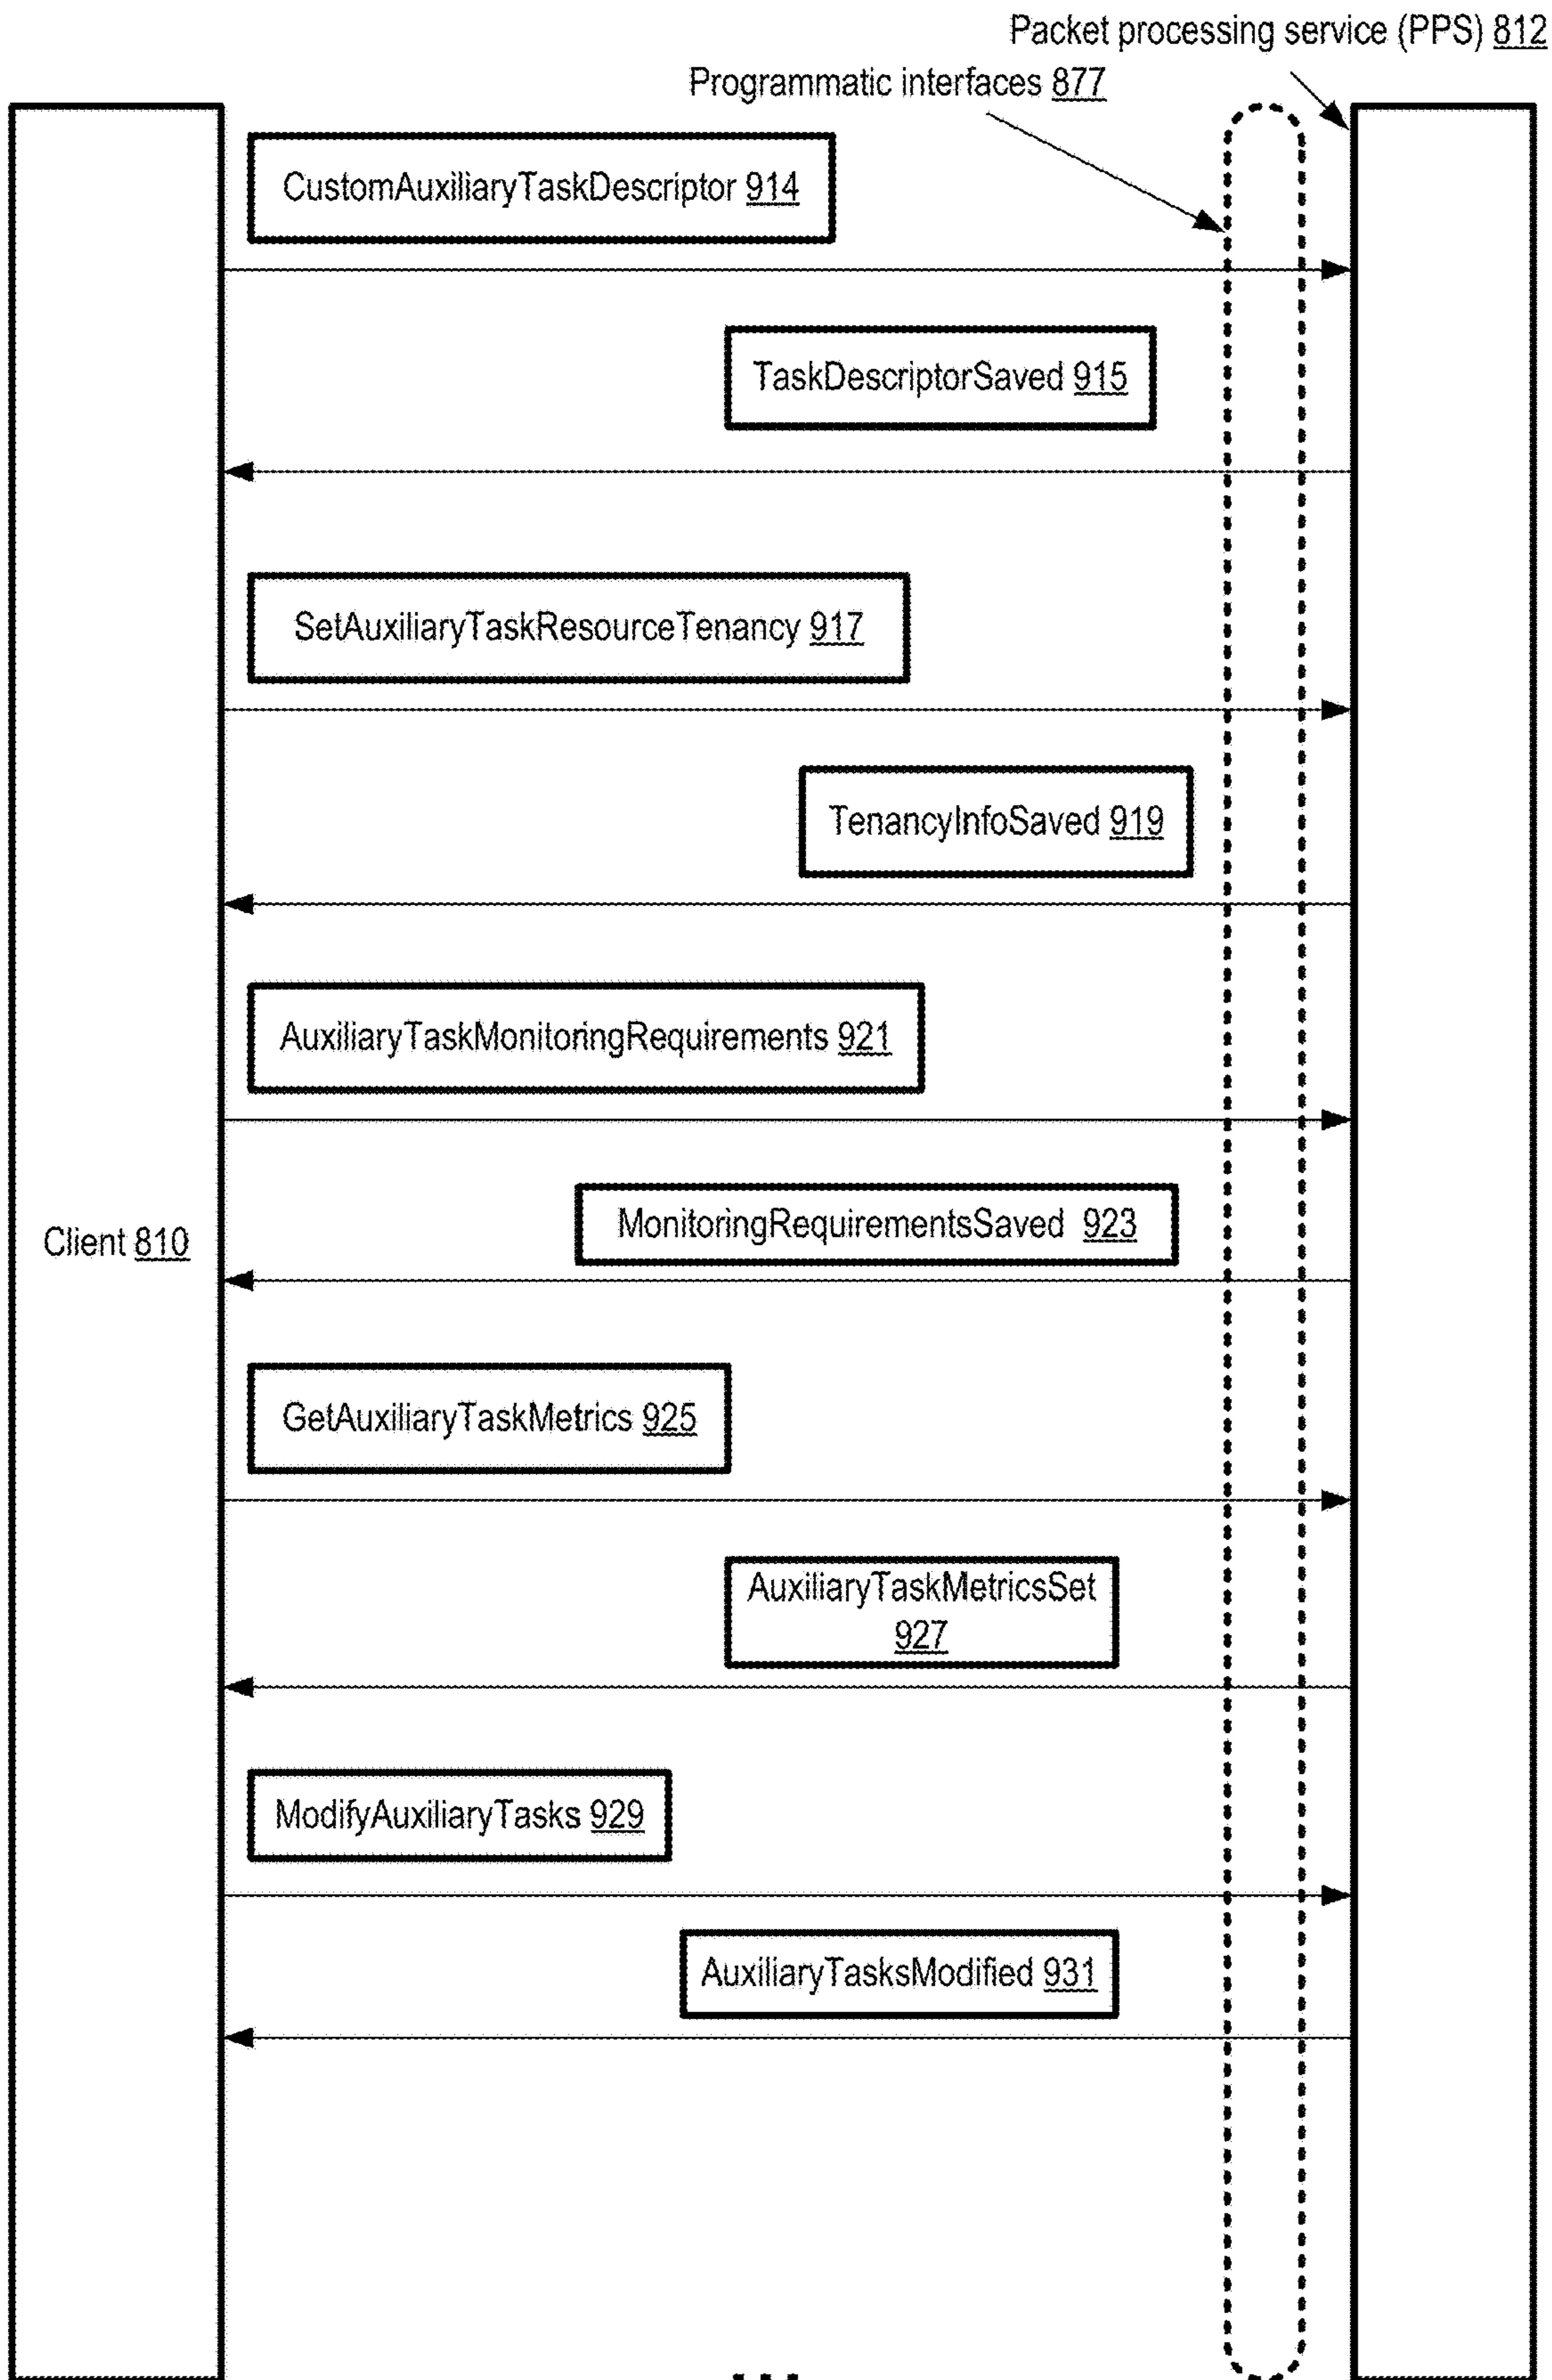 Packet processing service (PPS) 812
Programmatic interfaces 877
CustomAuxiliaryTaskDescriptor 914
TaskDescriptorSaved 915
SetAuxiliaryTaskResourceTenancy 917
TenancyInfoSaved 919
AuxiliaryTaskMonitoringRequirements 921
MonitoringRequirementsSaved 923
Client 810
GetAuxiliaryTaskMetrics 925
AuxiliaryTaskMetricsSet
927
ModifyAuxiliaryTasks 929
AuxiliaryTasksModified 931